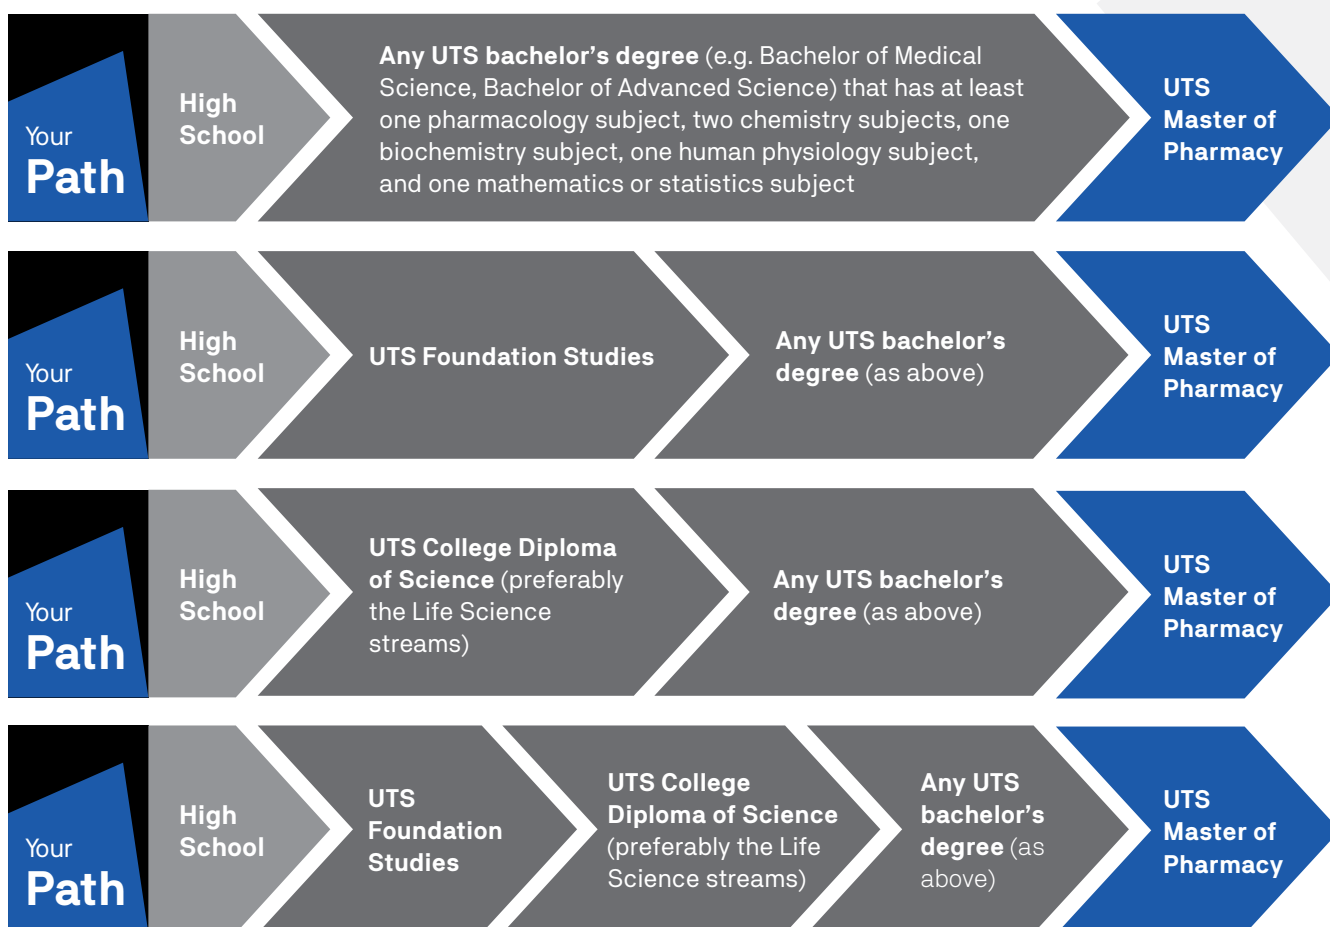 Your
Path
High
School
Any UTS bachelor’s degree (e.g. Bachelor of Medical
Science, Bachelor of Advanced Science) that has at least
one pharmacology subject, two chemistry subjects, one
biochemistry subject, one human physiology subject,
and one mathematics or statistics subject
UTS
Master of
Pharmacy
Your
Path
High
School
UTS Foundation Studies
Any UTS bachelor’s
degree (as above)
UTS
Master of
Pharmacy
Your
Path
High
School
UTS College Diploma
of Science (preferably
the Life Science
streams)
Any UTS bachelor’s
degree (as above)
UTS
Master of
Pharmacy
Your
Path
High
School
UTS
Foundation
Studies
UTS College
Diploma of Science
(preferably the Life
Science streams)
Any UTS
bachelor’s
degree (as
above)
UTS
Master of
Pharmacy